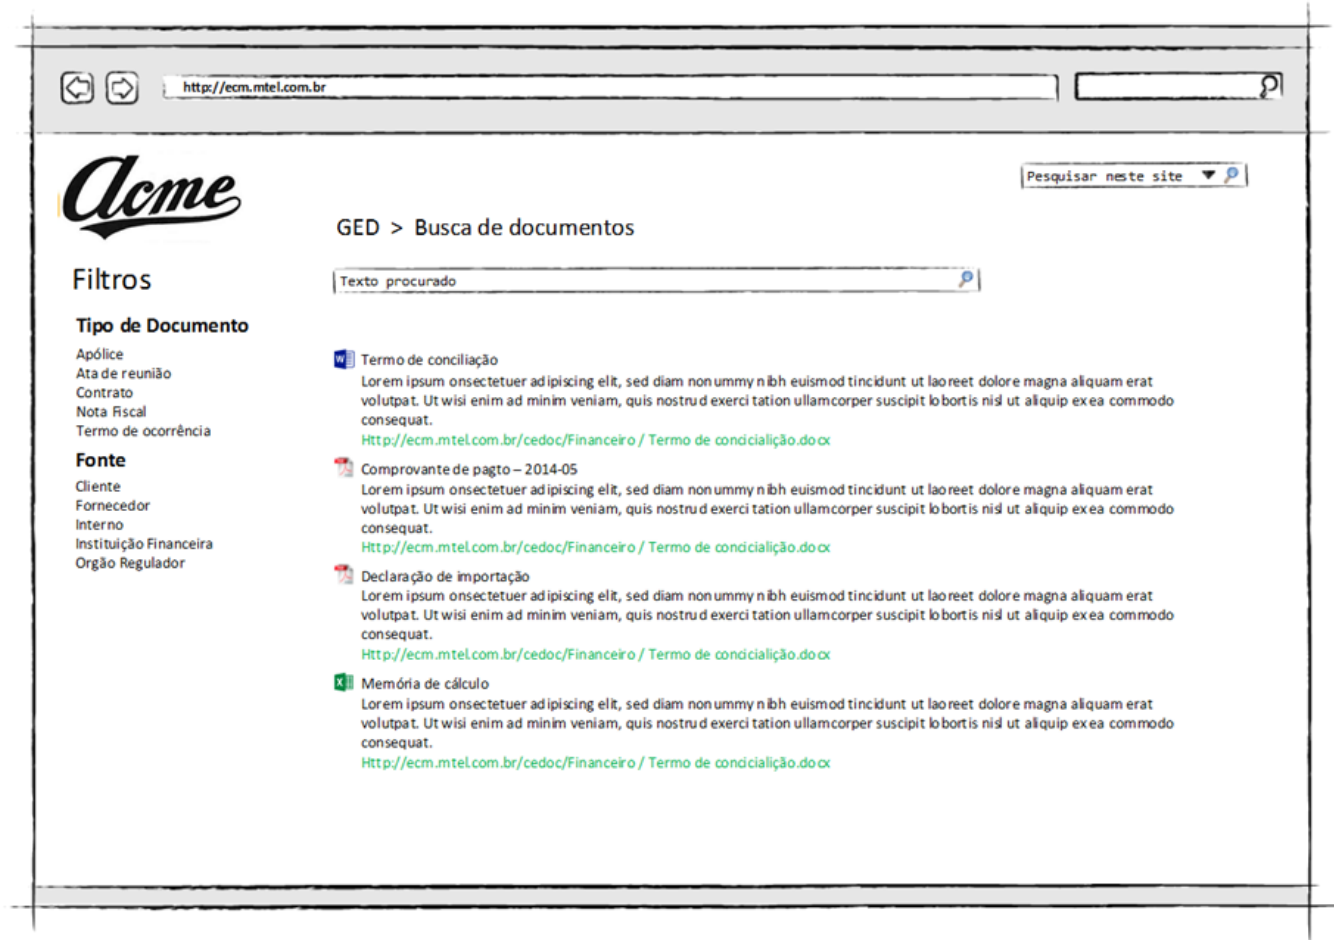 http://ecm.mtel.com.br
Acme
Pesquisar neste site
GED > Busca de documentos
Filtros
Texto procurado
Tipo de Documento
Apólice
Ata de reunião
Contrato
Nota Fiscal
Termo de ocorrência
Fonte
Cliente
Fornecedor
Interno
Instituição Financeira
Orgão Regulador
Termo de conciliação
Lorem ipsum onsectetuer adipiscing elit, sed diam nonummy nibh euismod tincidunt ut laoreet dolore magna aliquam erat
volutpat. Ut wisi enim ad minim veniam, quis nostrud exerci tation ullamcorper suscipit lobortis nisl ut aliquip ex ea commodo
consequat.
Http://ecm.mtel.com.br/cedoc/Financeiro / Termo de concicialição.docx
Comprovante de pagto – 2014-05
Lorem ipsum onsectetuer adipiscing elit, sed diam nonummy nibh euismod tincidunt ut laoreet dolore magna aliquam erat
volutpat. Ut wisi enim ad minim veniam, quis nostrud exerci tation ullamcorper suscipit lobortis nisl ut aliquip ex ea commodo
consequat.
Http://ecm.mtel.com.br/cedoc/Financeiro / Termo de concicialição.docx
Declaração de importação
Lorem ipsum onsectetuer adipiscing elit, sed diam nonummy nibh euismod tincidunt ut laoreet dolore magna aliquam erat
volutpat. Ut wisi enim ad minim veniam, quis nostrud exerci tation ullamcorper suscipit lobortis nisl ut aliquip ex ea commodo
consequat.
Http://ecm.mtel.com.br/cedoc/Financeiro / Termo de concicialição.docx
Memória de cálculo
Lorem ipsum onsectetuer adipiscing elit, sed diam nonummy nibh euismod tincidunt ut laoreet dolore magna aliquam erat
volutpat. Ut wisi enim ad minim veniam, quis nostrud exerci tation ullamcorper suscipit lobortis nisl ut aliquip ex ea commodo
consequat.
Http://ecm.mtel.com.br/cedoc/Financeiro / Termo de concicialição.docx